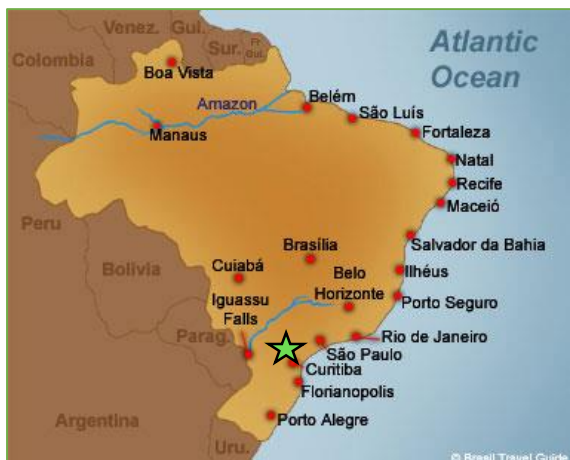 Venez.
Gui.
Sur.
Fr
Gui.
Colombia
Boa Vista
Atlantic
Ocean
Amazon
Belém
São Luís
Manaus
Fortaleza
Natal
Recife
Maceió
Peru
Salvador da Bahia
Brasília
Bolivia
Cuiabá
Belo
Horizonte
Ilhéus
Iguassu
Falls
Porto Seguro
Parag.
Rio de Janeiro
São Paulo
Curitiba
Florianopolis
Argentina
Porto Alegre
Uru.
© Brasil Travel Guide